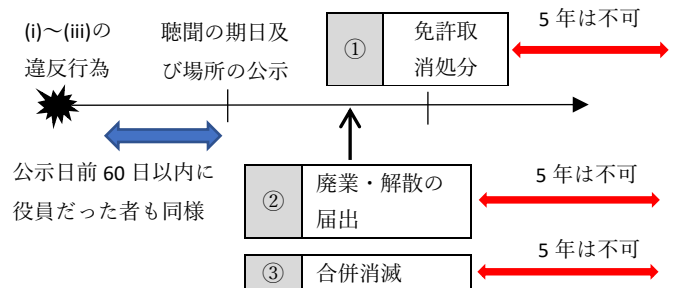 (i)～(iii)の
違反行為
聴聞の期日及
び場所の公示
①
免許取
消処分
5 年は不可
公示日前 60 日以内に
役員だった者も同様
②
廃業・解散の
届出
5 年は不可
③
合併消滅
5 年は不可